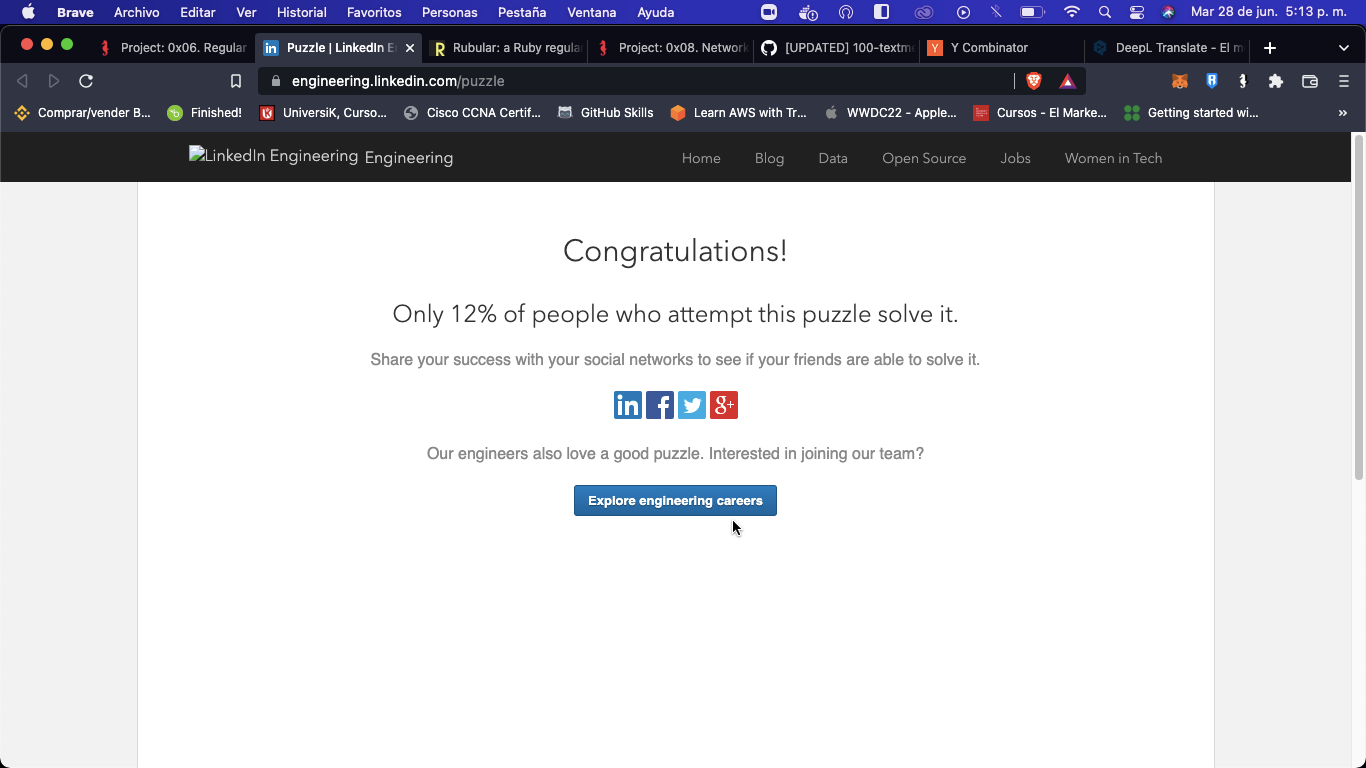 Brave Archivo Editar Ver Historial Favoritos Personas Pestaña Ventana Ayuda Mar 28 de jun. 5:13 p. m.
Project: 0x06. Regular Puzzle | LinkedIn E Rubular: a Ruby regula Project: 0x08. Network [UPDATED] 100-textme Y Combinator DeepL Translate - El m
engineering.linkedin.com/puzzle
Comprar/vender B... Finished! UniversiK, Curso... Cisco CCNA Certif... GitHub Skills Learn AWS with Tr... WWDC22 - Apple... Cursos - El Marke... Getting started wi... »
LinkedIn Engineering Engineering Home Blog Data Open Source Jobs Women in Tech
Congratulations!
Only 12% of people who attempt this puzzle solve it.
Share your success with your social networks to see if your friends are able to solve it.
in f g+
Our engineers also love a good puzzle. Interested in joining our team?
Explore engineering careers